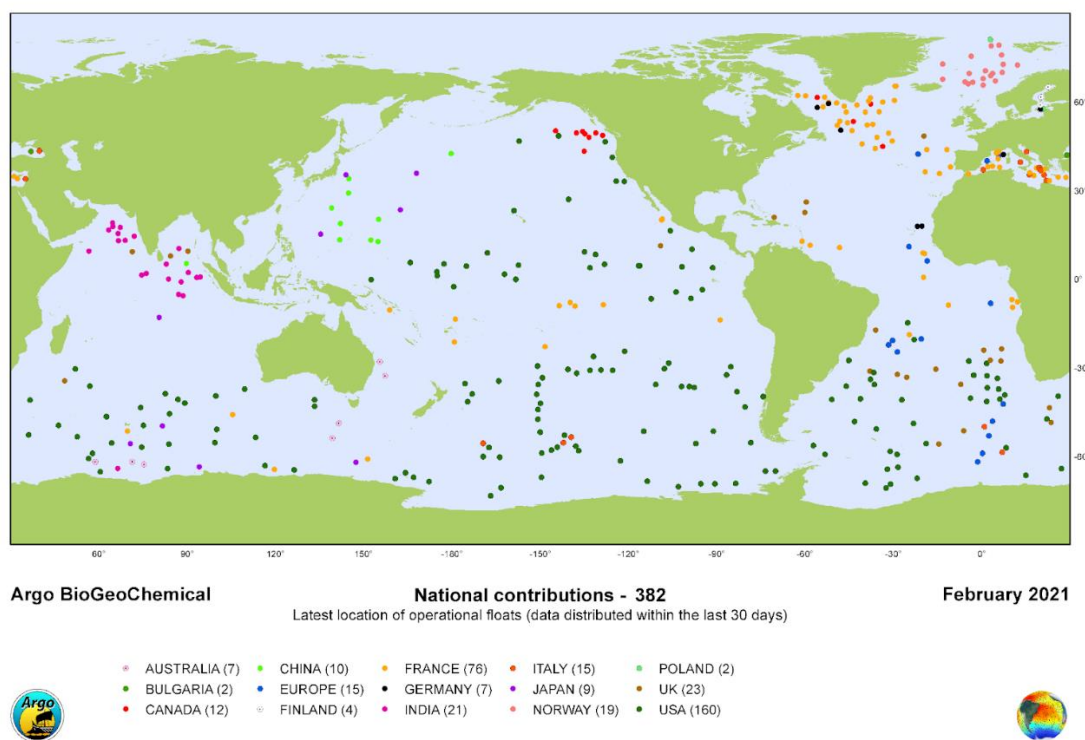 60°
30°
0°
-30°
-60°
60° 90° 120° 150° -180° -150° -120° -90° -60° -30° 0°
Argo BioGeoChemical
National contributions - 382
February 2021
Latest location of operational floats (data distributed within the last 30 days)
AUSTRALIA (7) CHINA (10) FRANCE (76) ITALY (15) POLAND (2)
BULGARIA (2) EUROPE (15) GERMANY (7) JAPAN (9) UK (23)
CANADA (12) FINLAND (4) INDIA (21) NORWAY (19) USA (160)
Argo